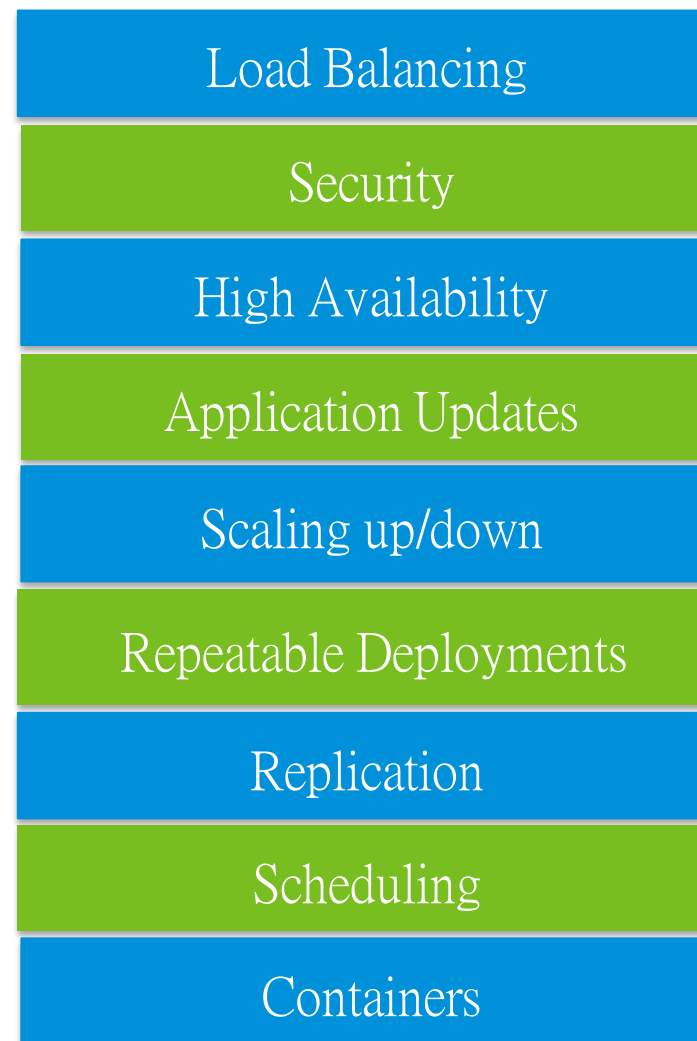 Load Balancing
Security
High Availability
Application Updates
Scaling up/down
Repeatable Deployments
Replication
Scheduling
Containers